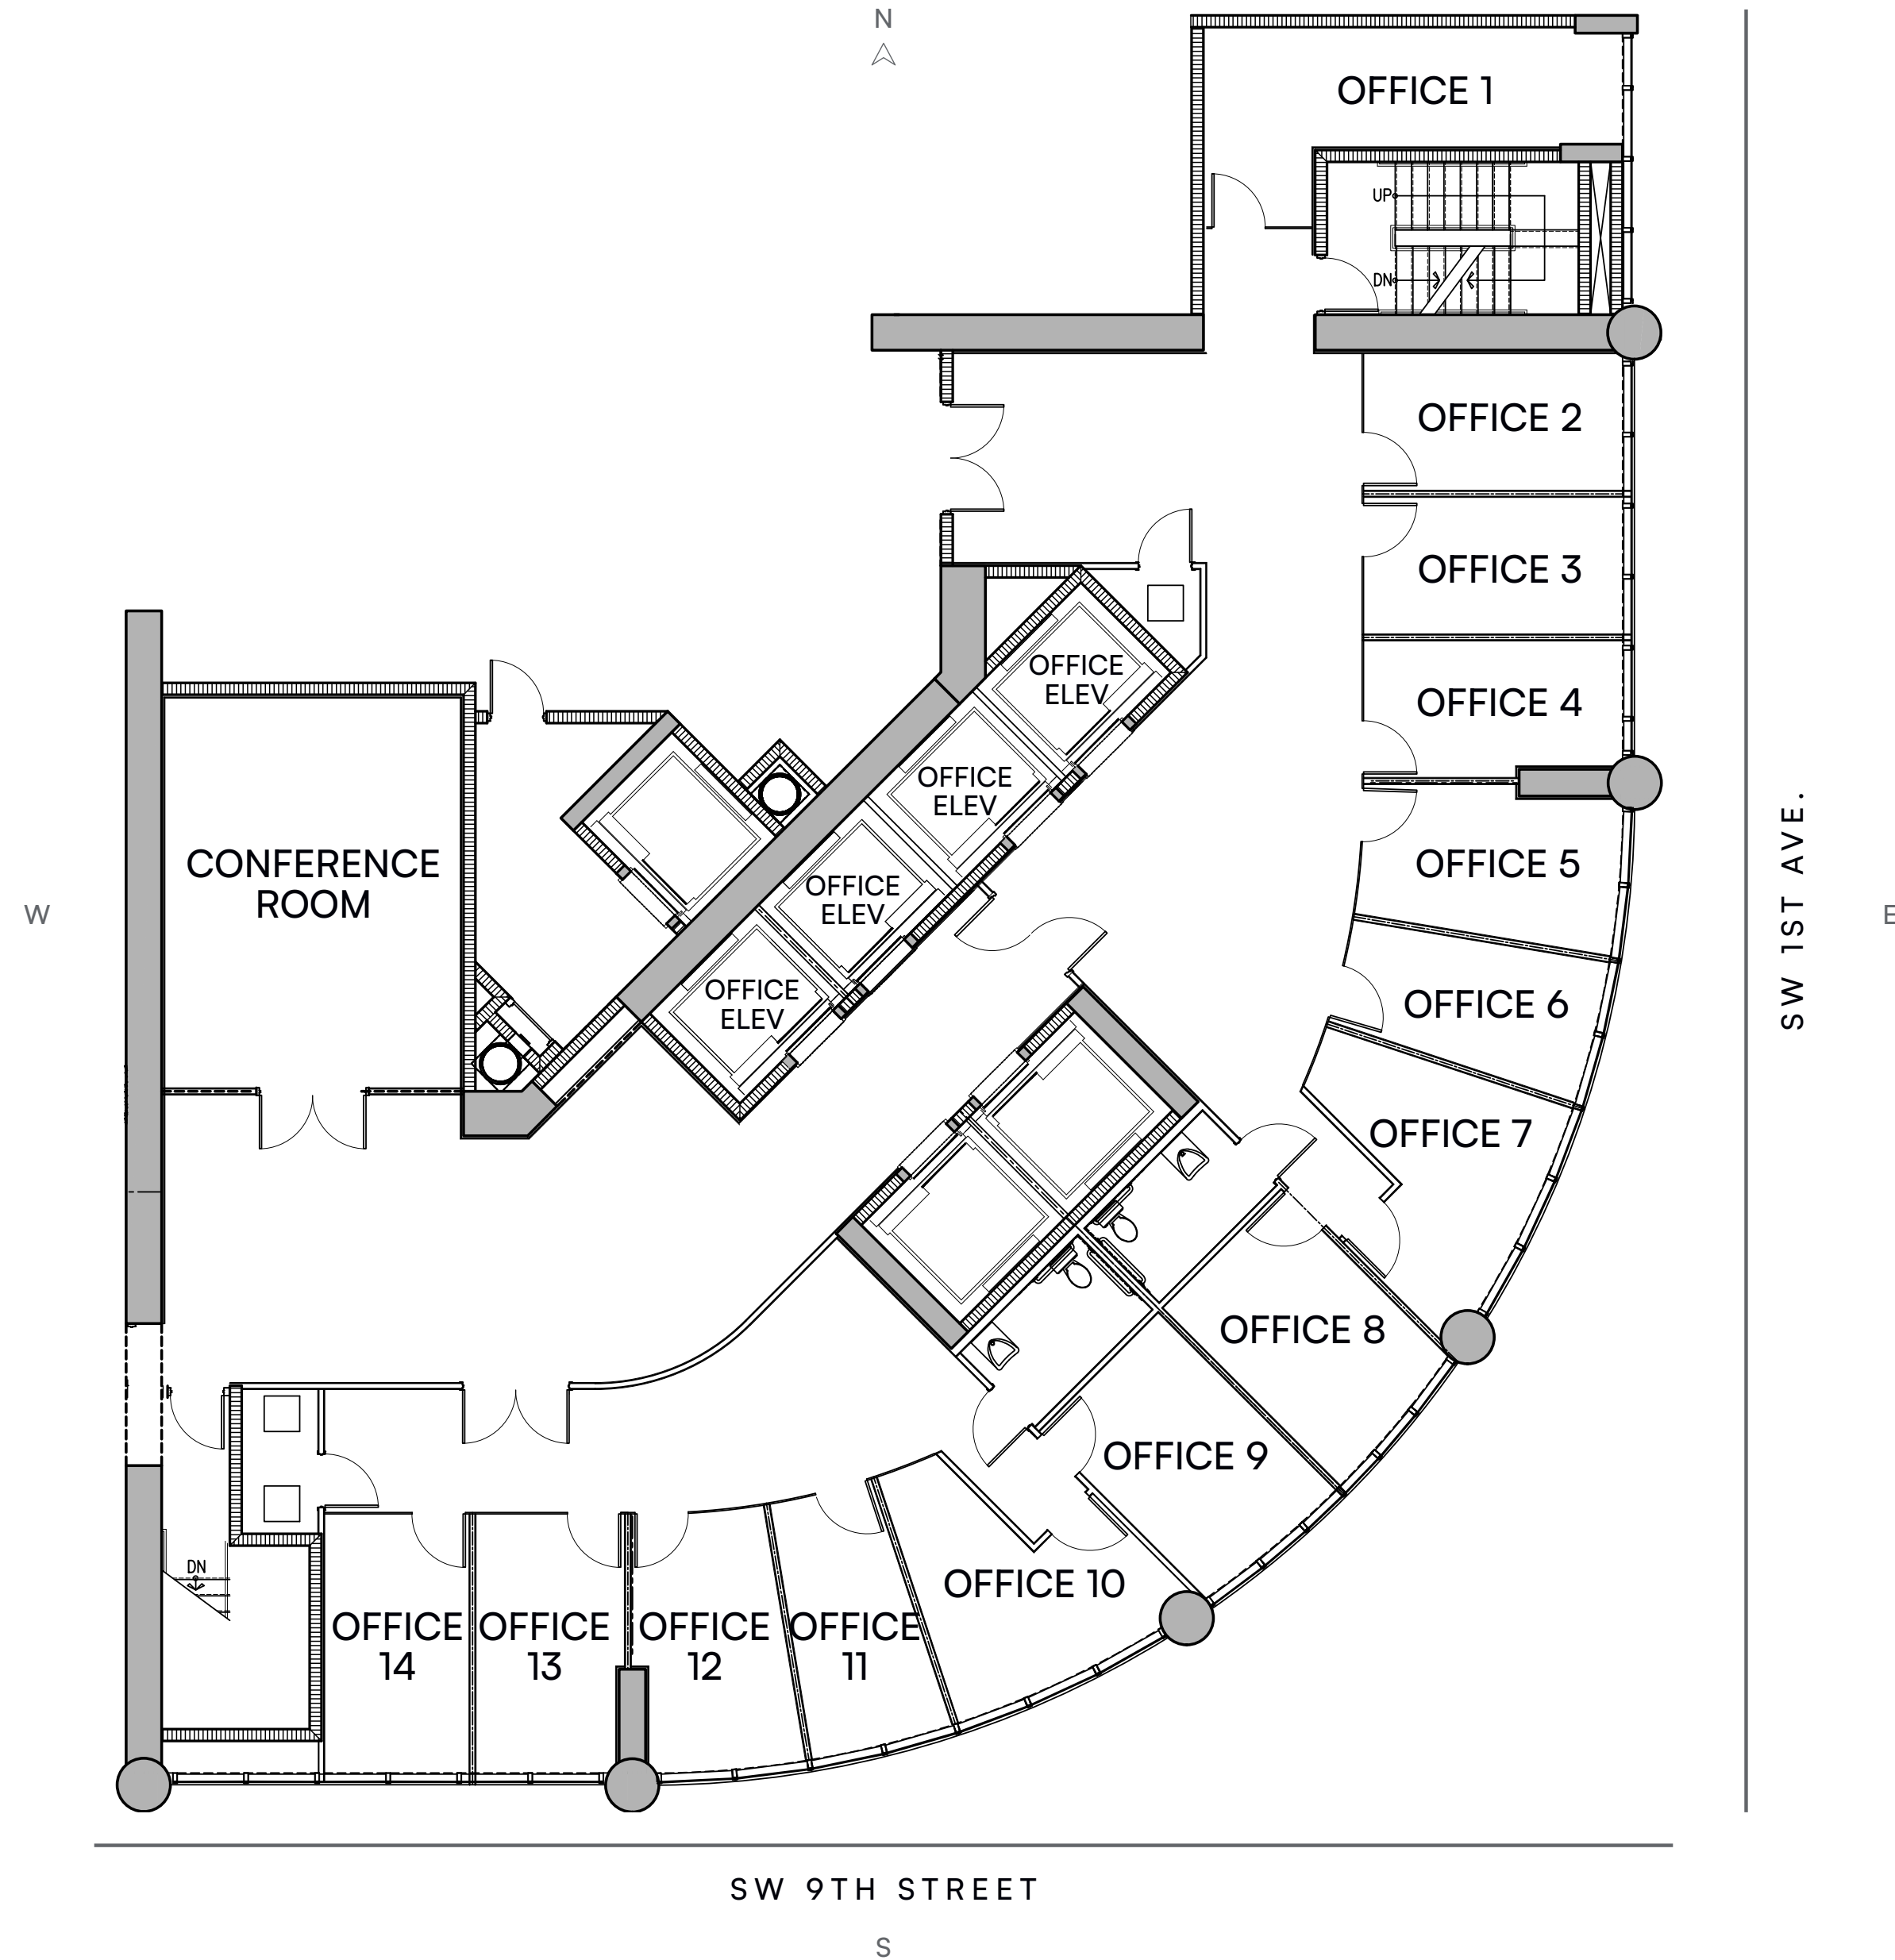 N
OFFICE 1
UP
DN
OFFICE 2
OFFICE 3
OFFICE 4
OFFICE
ELEV
OFFICE
ELEV
OFFICE
ELEV
OFFICE
ELEV
CONFERENCE
ROOM
W
E
OFFICE 5
OFFICE 6
OFFICE 7
OFFICE 8
OFFICE 9
OFFICE 10
OFFICE
11
OFFICE
12
OFFICE
13
OFFICE
14
DN
SW 1ST AVE.
SW 9TH STREET
S